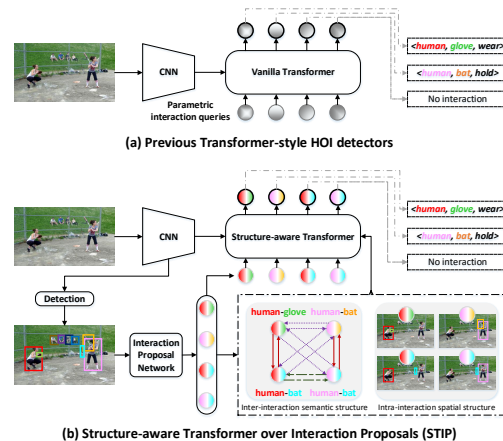 CNN
Vanilla Transformer
Parametric
interaction queries
<human, glove, wear>
<human, bat, hold>
No interaction
(a) Previous Transformer-style HOI detectors
CNN
Structure-aware Transformer
<human, glove, wear>
<human, bat, hold>
No interaction
Detection
Interaction
Proposal
Network
human-glove human-bat
human-bat human-bat
Inter-interaction semantic structure
Intra-interaction spatial structure
(b) Structure-aware Transformer over Interaction Proposals (STIP)